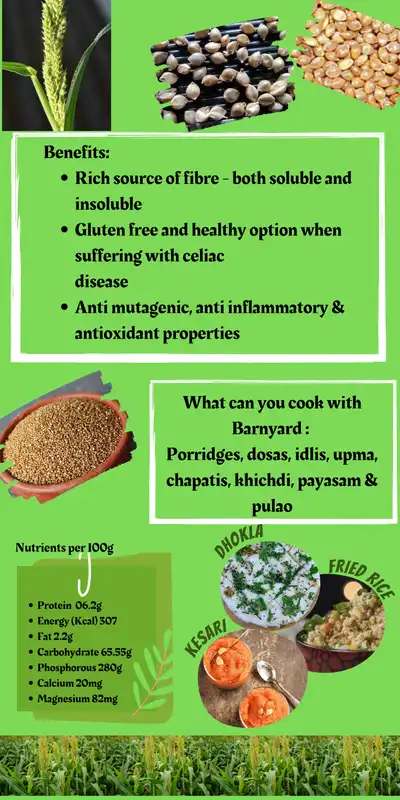 Benefits:
• Rich source of fibre - both soluble and
insoluble
• Gluten free and healthy option when
suffering with celiac
disease
• Anti mutagenic, anti inflammatory &
antioxidant properties
What can you cook with
Barnyard :
Porridges, dosas, idlis, upma,
chapatis, khichdi, payasam &
pulao
Nutrients per 100g
• Protein 06.2g
• Energy (Kcal) 307
• Fat 2.2g
• Carbohydrate 65.55g
• Phosphorous 280g
• Calcium 20mg
• Magnesium 82mg
DHOKLA
FRIED RICE
KESARI